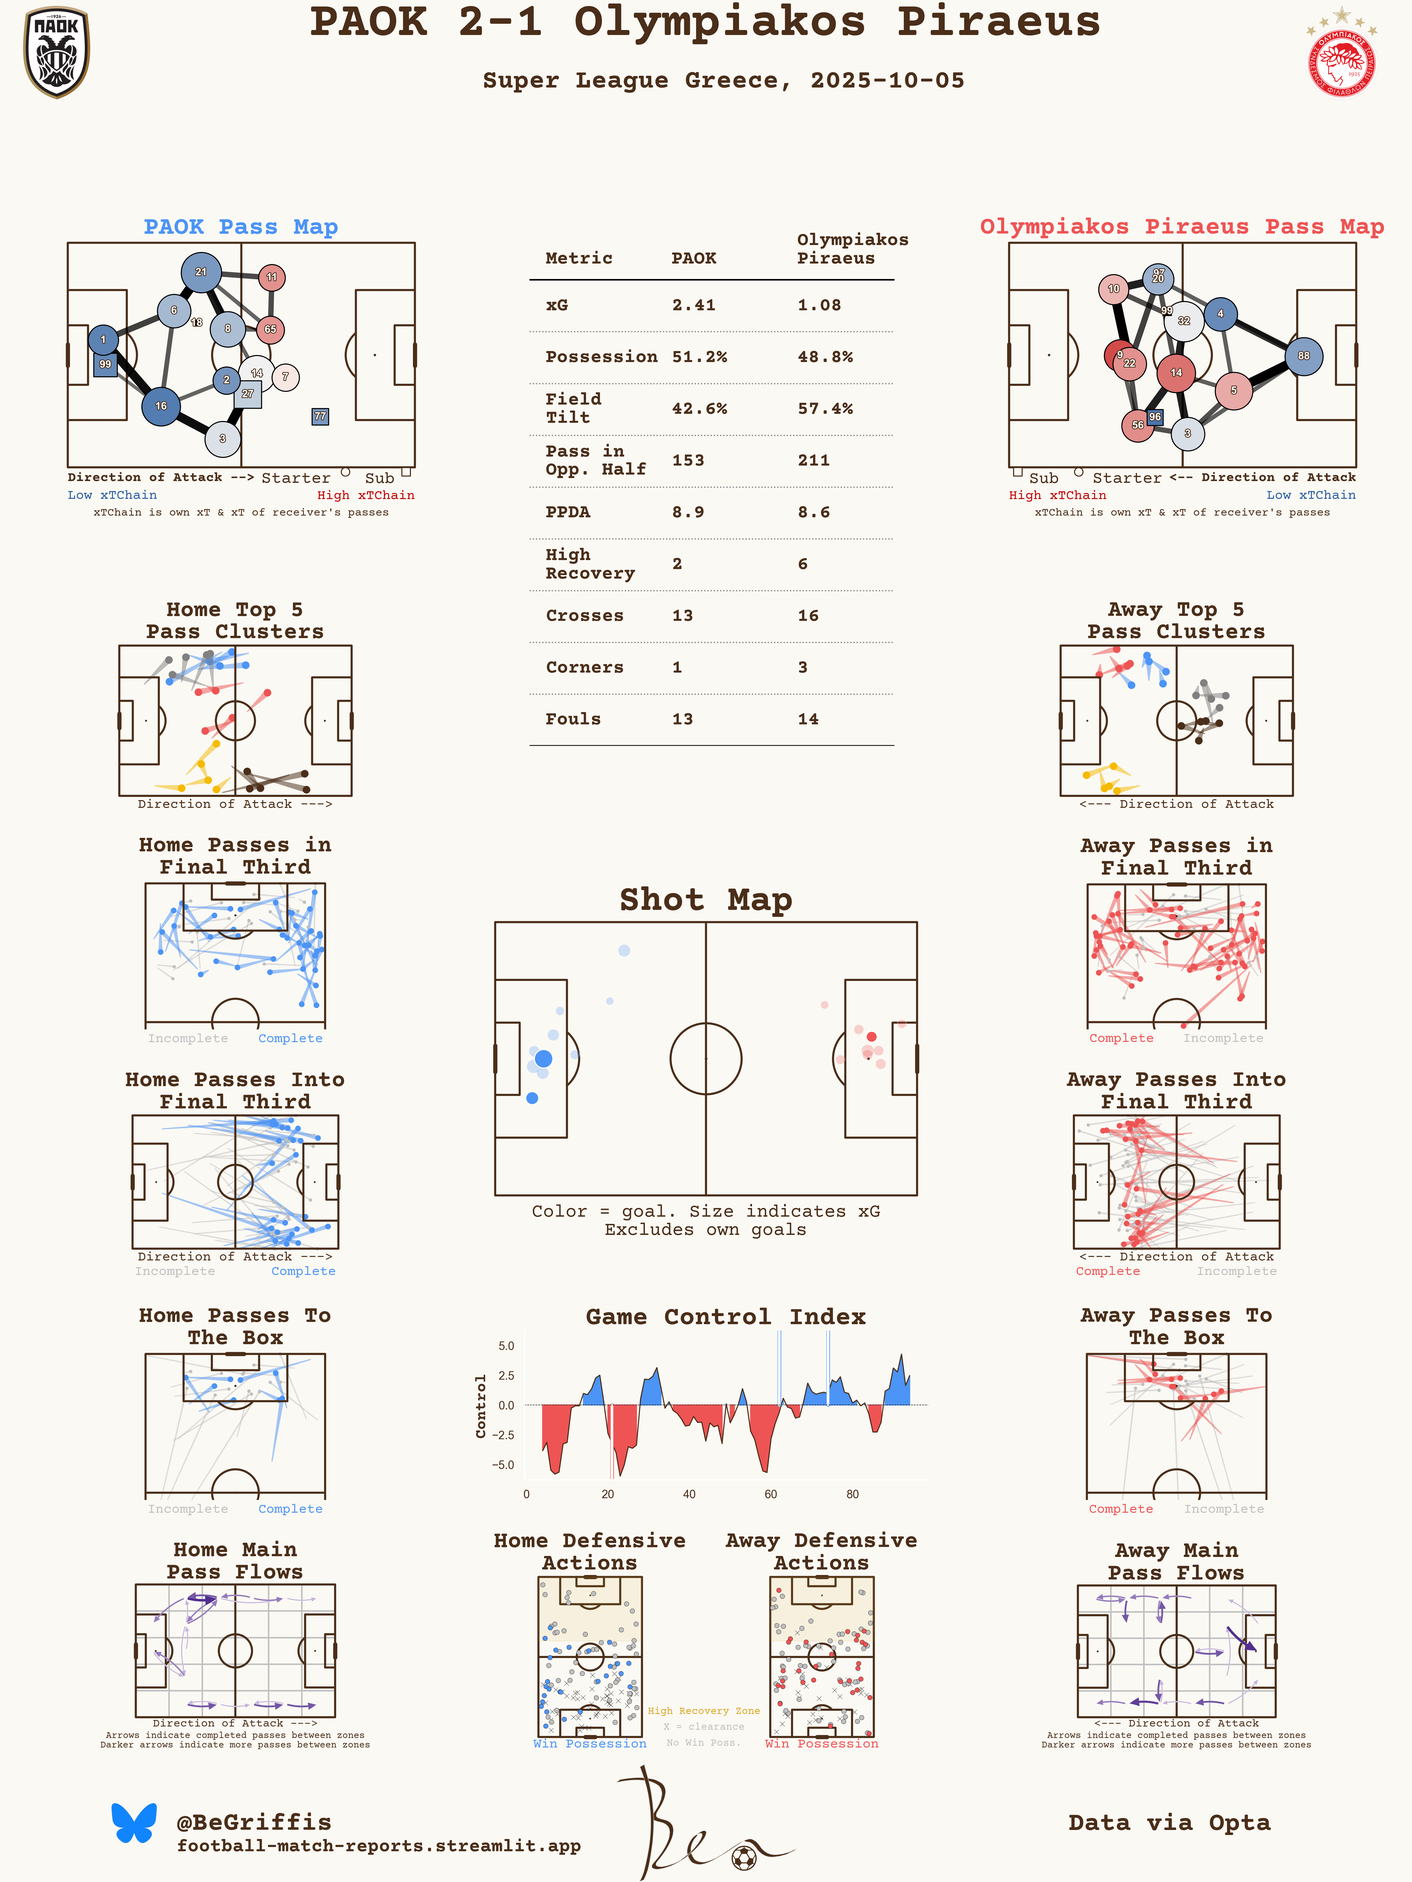 PAOK 2-1 Olympiakos Piraeus
Super League Greece, 2025-10-05
1926
ΠΑΟΚ
1925
PAOK Pass Map
21
11
6
18
8
65
1
99
2
14
7
27
16
77
3
Direction of Attack --> Starter Sub
Low xTChain High xTChain
xTChain is own xT & xT of receiver's passes
Metric PAOK Olympiakos Piraeus
xG 2.41 1.08
Possession 51.2% 48.8%
Field Tilt 42.6% 57.4%
Pass in Opp. Half 153 211
PPDA 8.9 8.6
High Recovery 2 6
Crosses 13 16
Corners 1 3
Fouls 13 14
Olympiakos Piraeus Pass Map
97
20
10
99
32
4
9
22
88
14
5
56
96
3
Sub Starter <-- Direction of Attack
High xTChain Low xTChain
xTChain is own xT & xT of receiver's passes
Home Top 5
Pass Clusters
Direction of Attack --->
Away Top 5
Pass Clusters
<--- Direction of Attack
Home Passes in
Final Third
Incomplete Complete
Away Passes in
Final Third
Complete Incomplete
Shot Map
Color = goal. Size indicates xG
Excludes own goals
Home Passes Into
Final Third
Direction of Attack --->
Incomplete Complete
Away Passes Into
Final Third
<--- Direction of Attack
Complete Incomplete
Home Passes To
The Box
Incomplete Complete
Game Control Index
Control
5.0
2.5
0.0
−2.5
−5.0
0 20 40 60 80
Away Passes To
The Box
Complete Incomplete
Home Main
Pass Flows
Direction of Attack --->
Arrows indicate completed passes between zones
Darker arrows indicate more passes between zones
Home Defensive
Actions
Win Possession
Away Defensive
Actions
Win Possession
High Recovery Zone
X = clearance
No Win Poss.
Away Main
Pass Flows
<--- Direction of Attack
Arrows indicate completed passes between zones
Darker arrows indicate more passes between zones
@BeGriffis
football-match-reports.streamlit.app
Ben
Data via Opta